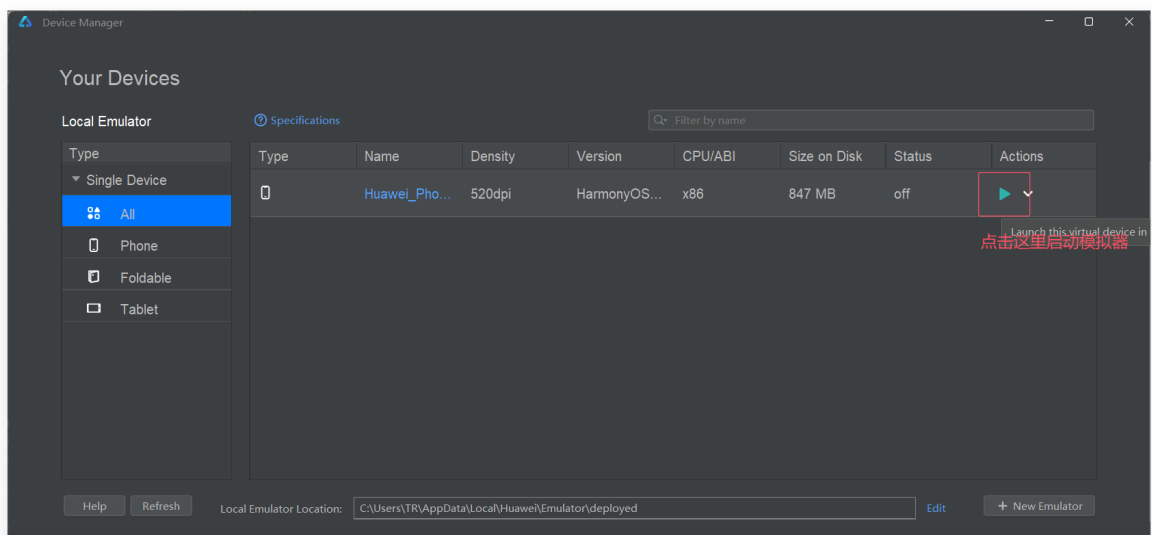 Device Manager
Your Devices
Local Emulator
Specifications
Filter by name
Type
Type Name Density Version CPU/ABI Size on Disk Status Actions
Single Device
Huawei_Pho... 520dpi HarmonyOS... x86 847 MB off
All
Launch this virtual device in
点击这里启动模拟器
Phone
Foldable
Tablet
Help Refresh Local Emulator Location: C:\Users\TR\AppData\Local\Huawei\Emulator\deployed Edit + New Emulator